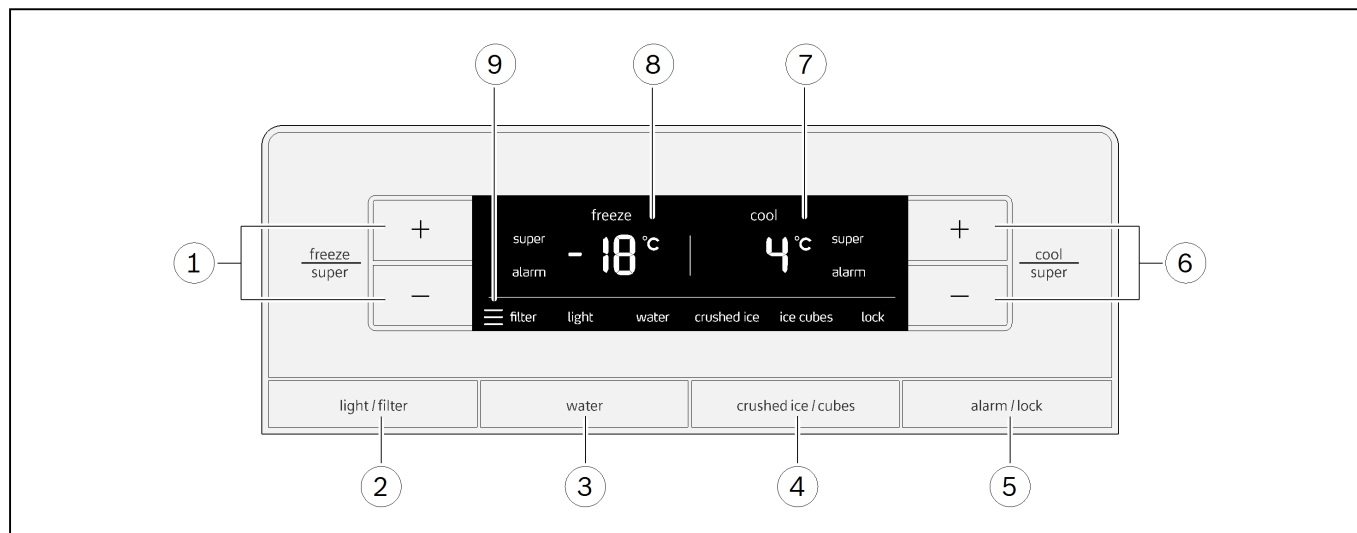 9 8 7
freeze cool
super -18 °C 4 °C super
alarm alarm
filter light water crushed ice ice cubes lock
+ +
1 freeze cool 6
super super
− −
light / filter water crushed ice / cubes alarm / lock
2 3 4 5